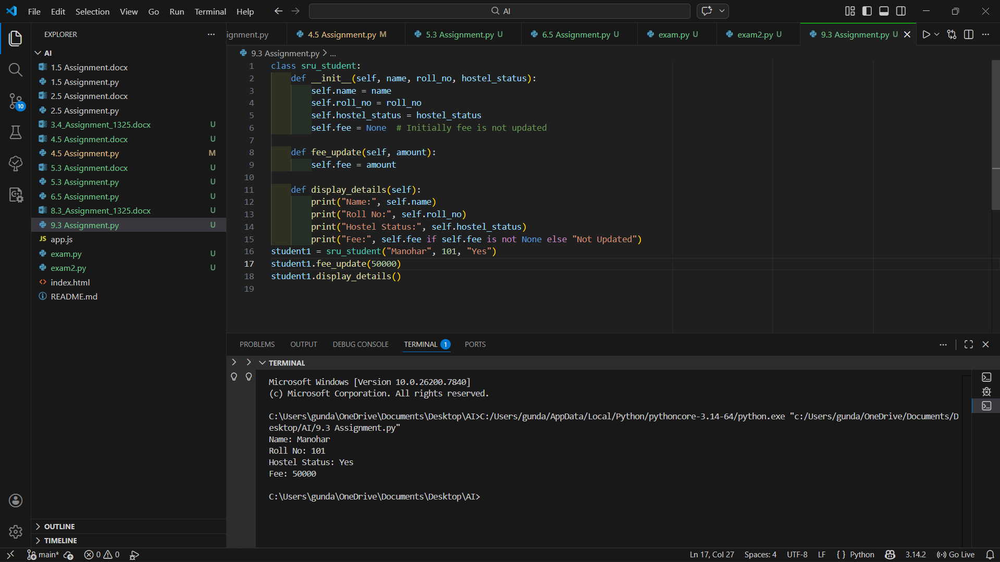 File Edit Selection View Go Run Terminal Help
AI
EXPLORER
AI
1.5 Assignment.docx
1.5 Assignment.py
2.5 Assignment.docx
2.5 Assignment.py
3.4_Assignment_1325.docx U
4.5 Assignment.docx U
4.5 Assignment.py M
5.3 Assignment.docx U
5.3 Assignment.py U
6.5 Assignment.py U
8.3_Assignment_1325.docx U
9.3 Assignment.py U
JS app.js
exam.py U
exam2.py U
index.html
README.md
OUTLINE
TIMELINE
10
ignment.py 4.5 Assignment.py M 5.3 Assignment.py U 6.5 Assignment.py U exam.py U exam2.py U 9.3 Assignment.py U
9.3 Assignment.py > ...
1 class sru_student:
2 def __init__(self, name, roll_no, hostel_status):
3 self.name = name
4 self.roll_no = roll_no
5 self.hostel_status = hostel_status
6 self.fee = None # Initially fee is not updated
7
8 def fee_update(self, amount):
9 self.fee = amount
10
11 def display_details(self):
12 print("Name:", self.name)
13 print("Roll No:", self.roll_no)
14 print("Hostel Status:", self.hostel_status)
15 print("Fee:", self.fee if self.fee is not None else "Not Updated")
16 student1 = sru_student("Manohar", 101, "Yes")
17 student1.fee_update(50000)
18 student1.display_details()
19
PROBLEMS OUTPUT DEBUG CONSOLE TERMINAL 1 PORTS
TERMINAL
Microsoft Windows [Version 10.0.26200.7840]
(c) Microsoft Corporation. All rights reserved.
C:\Users\gunda\OneDrive\Documents\Desktop\AI>C:/Users/gunda/AppData/Local/Python/pythoncore-3.14-64/python.exe "c:/Users/gunda/OneDrive/Documents/D
esktop/AI/9.3 Assignment.py"
Name: Manohar
Roll No: 101
Hostel Status: Yes
Fee: 50000
C:\Users\gunda\OneDrive\Documents\Desktop\AI>
main* 0 0 Ln 17, Col 27 Spaces: 4 UTF-8 LF { } Python 3.14.2 Go Live